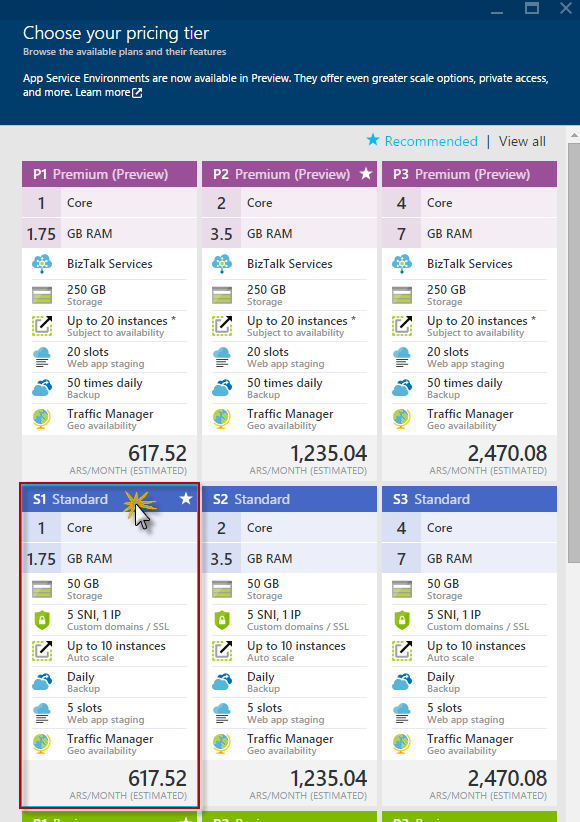 Choose your pricing tier
Browse the available plans and their features
App Service Environments are now available in Preview. They offer even greater scale options, private access,
and more. Learn more
Recommended | View all
P1 Premium (Preview)
1 Core
1.75 GB RAM
BizTalk Services
250 GB
Storage
Up to 20 instances *
Subject to availability
20 slots
Web app staging
50 times daily
Backup
Traffic Manager
Geo availability
617.52
ARS/MONTH (ESTIMATED)
P2 Premium (Preview)
2 Core
3.5 GB RAM
BizTalk Services
250 GB
Storage
Up to 20 instances *
Subject to availability
20 slots
Web app staging
50 times daily
Backup
Traffic Manager
Geo availability
1,235.04
ARS/MONTH (ESTIMATED)
P3 Premium (Preview)
4 Core
7 GB RAM
BizTalk Services
250 GB
Storage
Up to 20 instances *
Subject to availability
20 slots
Web app staging
50 times daily
Backup
Traffic Manager
Geo availability
2,470.08
ARS/MONTH (ESTIMATED)
S1 Standard
1 Core
1.75 GB RAM
50 GB
Storage
5 SNI, 1 IP
Custom domains / SSL
Up to 10 instances
Auto scale
Daily
Backup
5 slots
Web app staging
Traffic Manager
Geo availability
617.52
ARS/MONTH (ESTIMATED)
S2 Standard
2 Core
3.5 GB RAM
50 GB
Storage
5 SNI, 1 IP
Custom domains / SSL
Up to 10 instances
Auto scale
Daily
Backup
5 slots
Web app staging
Traffic Manager
Geo availability
1,235.04
ARS/MONTH (ESTIMATED)
S3 Standard
4 Core
7 GB RAM
50 GB
Storage
5 SNI, 1 IP
Custom domains / SSL
Up to 10 instances
Auto scale
Daily
Backup
5 slots
Web app staging
Traffic Manager
Geo availability
2,470.08
ARS/MONTH (ESTIMATED)